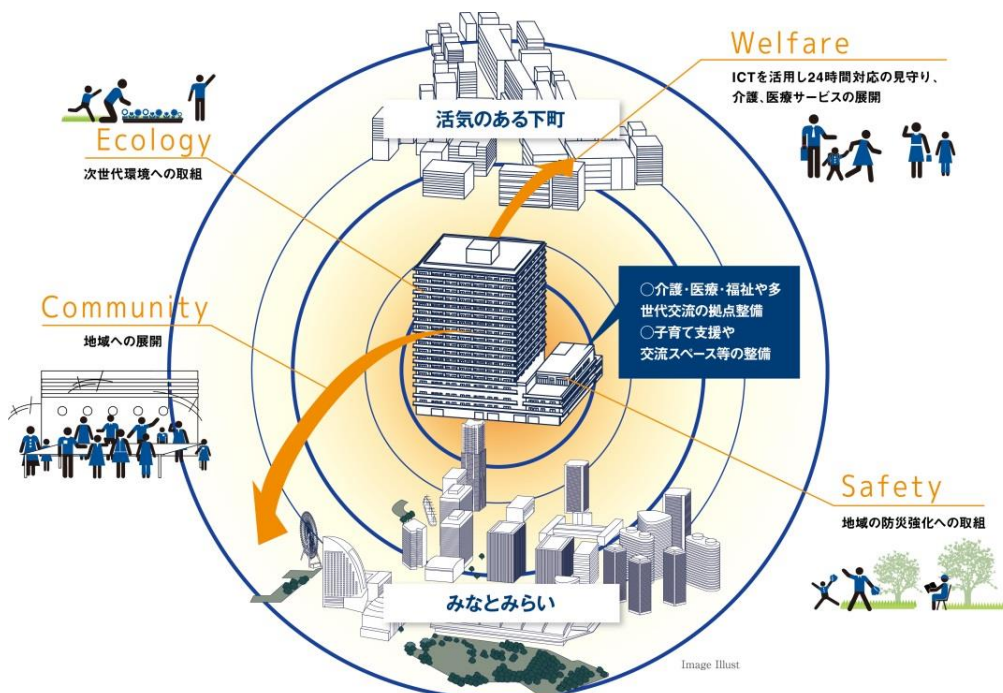 Welfare
ICTを活用し24時間対応の見守り、
介護、医療サービスの展開
活気のある下町
Ecology
次世代環境への取組
○介護・医療・福祉や多
世代交流の拠点整備
○子育て支援や
交流スペース等の整備
Community
地域への展開
Safety
地域の防災強化への取組
みなとみらい
Image Illust